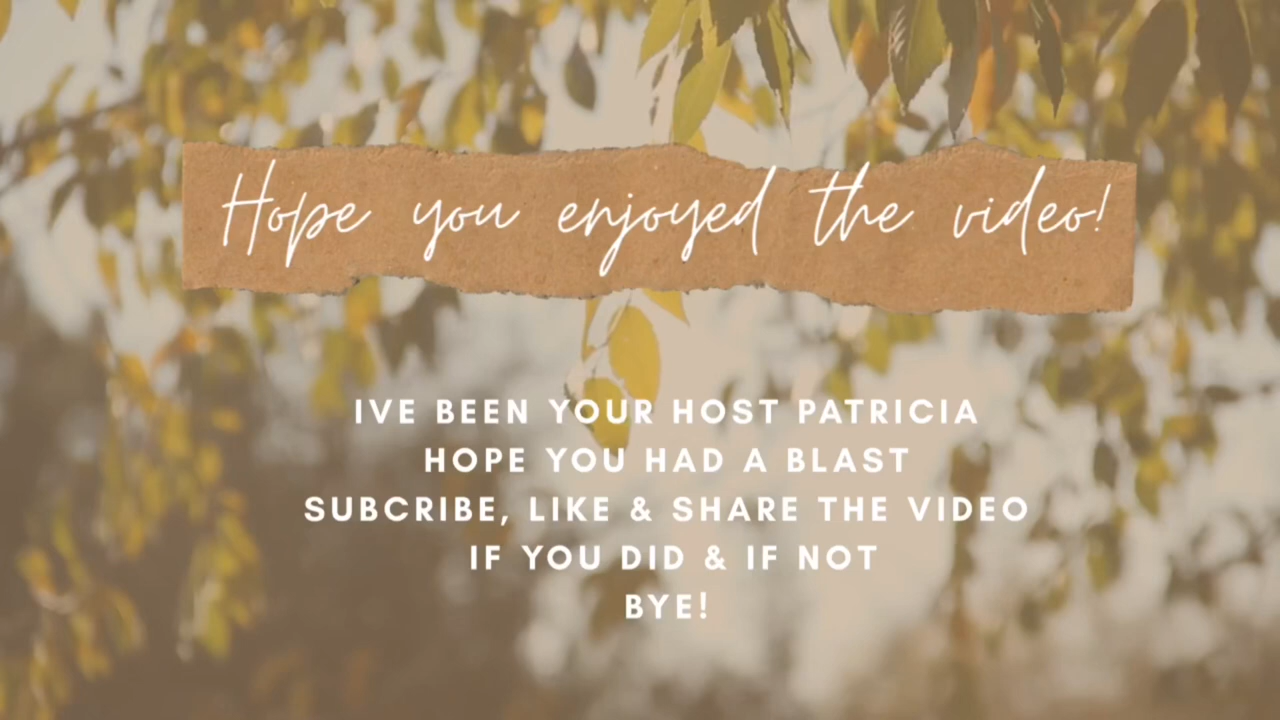 Hope you enjoyed the video!
IVE BEEN YOUR HOST PATRICIA
HOPE YOU HAD A BLAST
SUBCRIBE, LIKE & SHARE THE VIDEO
IF YOU DID & IF NOT
BYE!